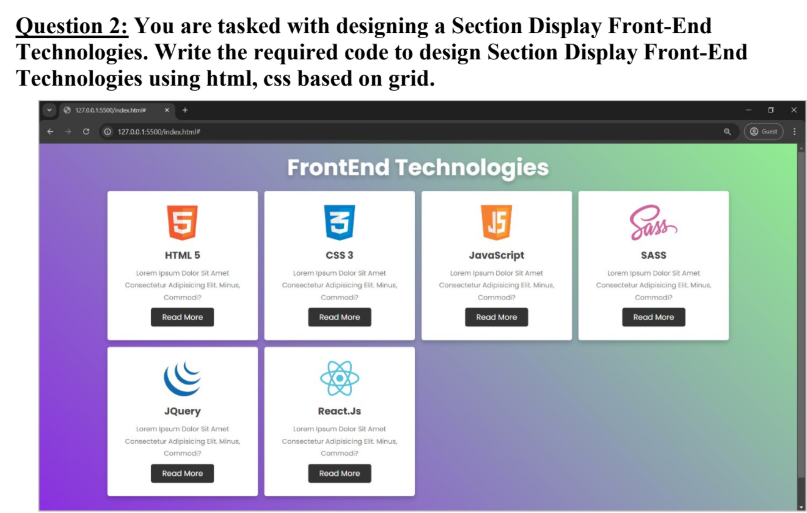 Question 2: You are tasked with designing a Section Display Front-End
Technologies. Write the required code to design Section Display Front-End
Technologies using html, css based on grid.
127.0.0.1:5500/index.html#
127.0.0.1:5500/index.html#
Guest
FrontEnd Technologies
5
3
JS
Sass
HTML 5
CSS 3
JavaScript
SASS
Lorem Ipsum Dolor Sit Amet
Consectetur Adipisicing Elit. Minus,
Commodi?
Lorem Ipsum Dolor Sit Amet
Consectetur Adipisicing Elit. Minus,
Commodi?
Lorem Ipsum Dolor Sit Amet
Consectetur Adipisicing Elit. Minus,
Commodi?
Lorem Ipsum Dolor Sit Amet
Consectetur Adipisicing Elit. Minus,
Commodi?
Read More
Read More
Read More
Read More
JQuery
React.Js
Lorem Ipsum Dolor Sit Amet
Consectetur Adipisicing Elit. Minus,
Commodi?
Lorem Ipsum Dolor Sit Amet
Consectetur Adipisicing Elit. Minus,
Commodi?
Read More
Read More